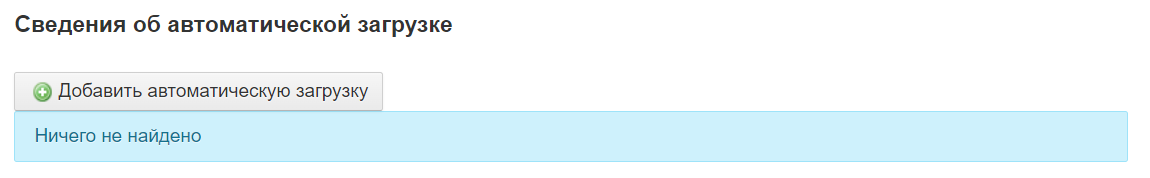 Сведения об автоматической загрузке
Добавить автоматическую загрузку
Ничего не найдено